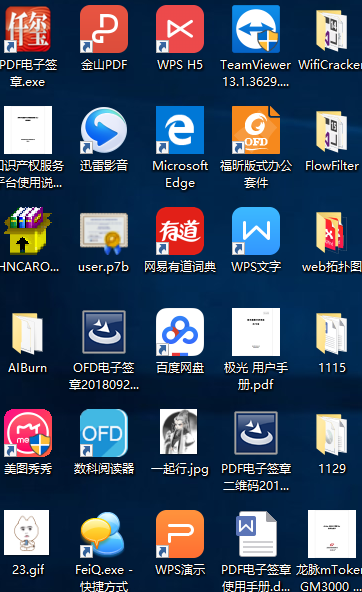 PDF电子签
章.exe
金山PDF
WPS H5
TeamViewer
13.1.3629....
WifiCracker
知识产权服务
平台使用说...
迅雷影音
Microsoft
Edge
OFD
福昕版式办公
套件
FlowFilter
HNCARO...
user.p7b
有道
网易有道词典
WPS文字
web拓扑图
AIBurn
OFD电子签
章2018092...
百度网盘
极光 用户手
册.pdf
1115
me
美图秀秀
OFD
数科阅读器
一起行.jpg
PDF电子签章
二维码201...
1129
23.gif
FeiQ.exe -
快捷方式
WPS演示
PDF电子签章
使用手册.d...
龙脉mToken
GM3000 ...